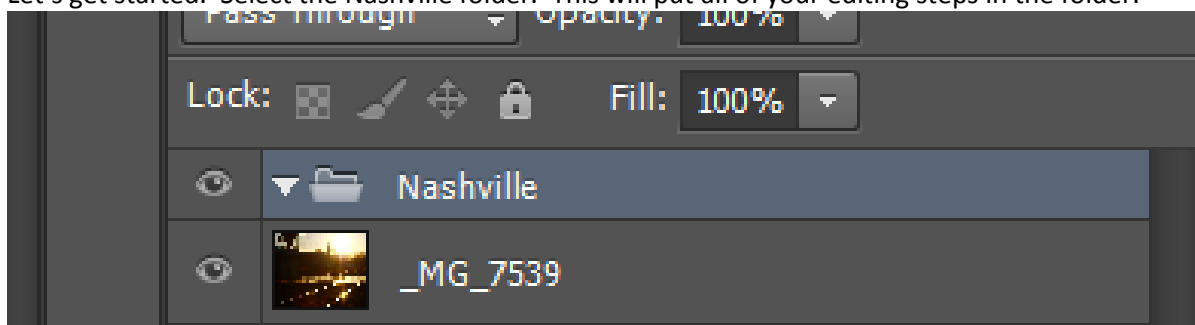 Let's get started. Select the Nashville folder. This will put all of your editing steps in the folder.
Pass Through Opacity: 100%
Lock: Fill: 100%
Nashville
_MG_7539